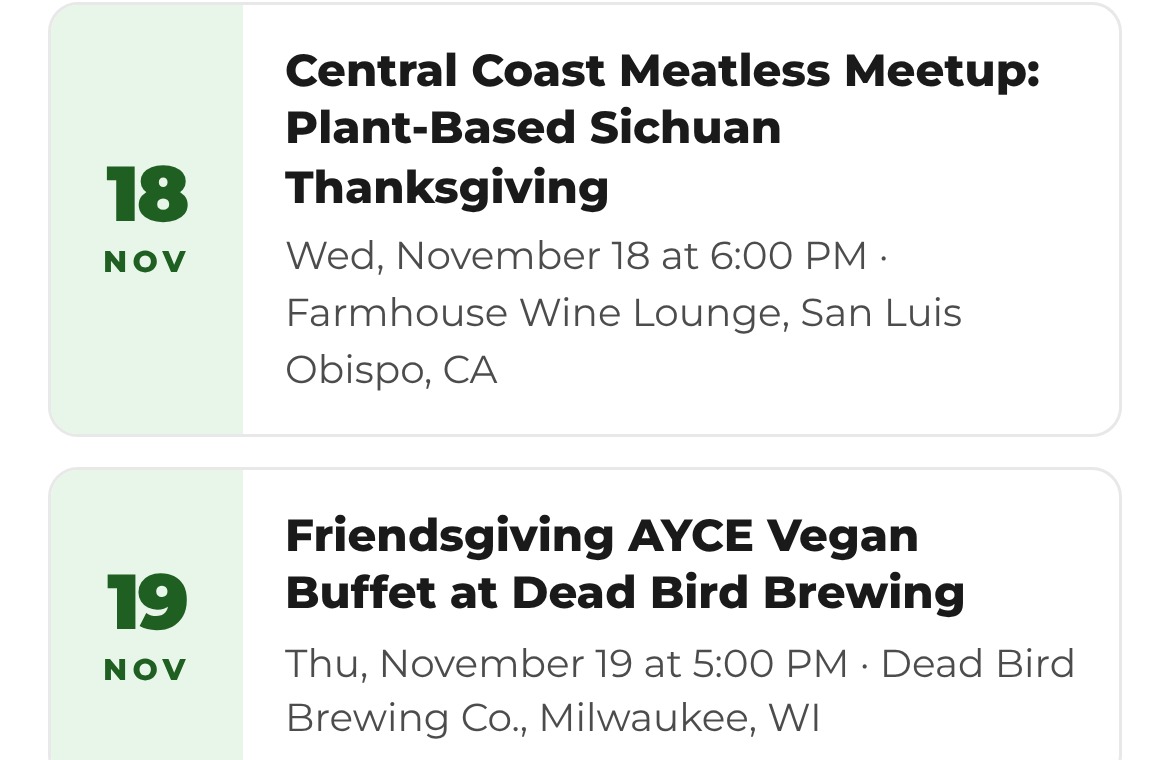 18
NOV
Central Coast Meatless Meetup:
Plant-Based Sichuan
Thanksgiving
Wed, November 18 at 6:00 PM ·
Farmhouse Wine Lounge, San Luis
Obispo, CA
19
NOV
Friendsgiving AYCE Vegan
Buffet at Dead Bird Brewing
Thu, November 19 at 5:00 PM · Dead Bird
Brewing Co., Milwaukee, WI